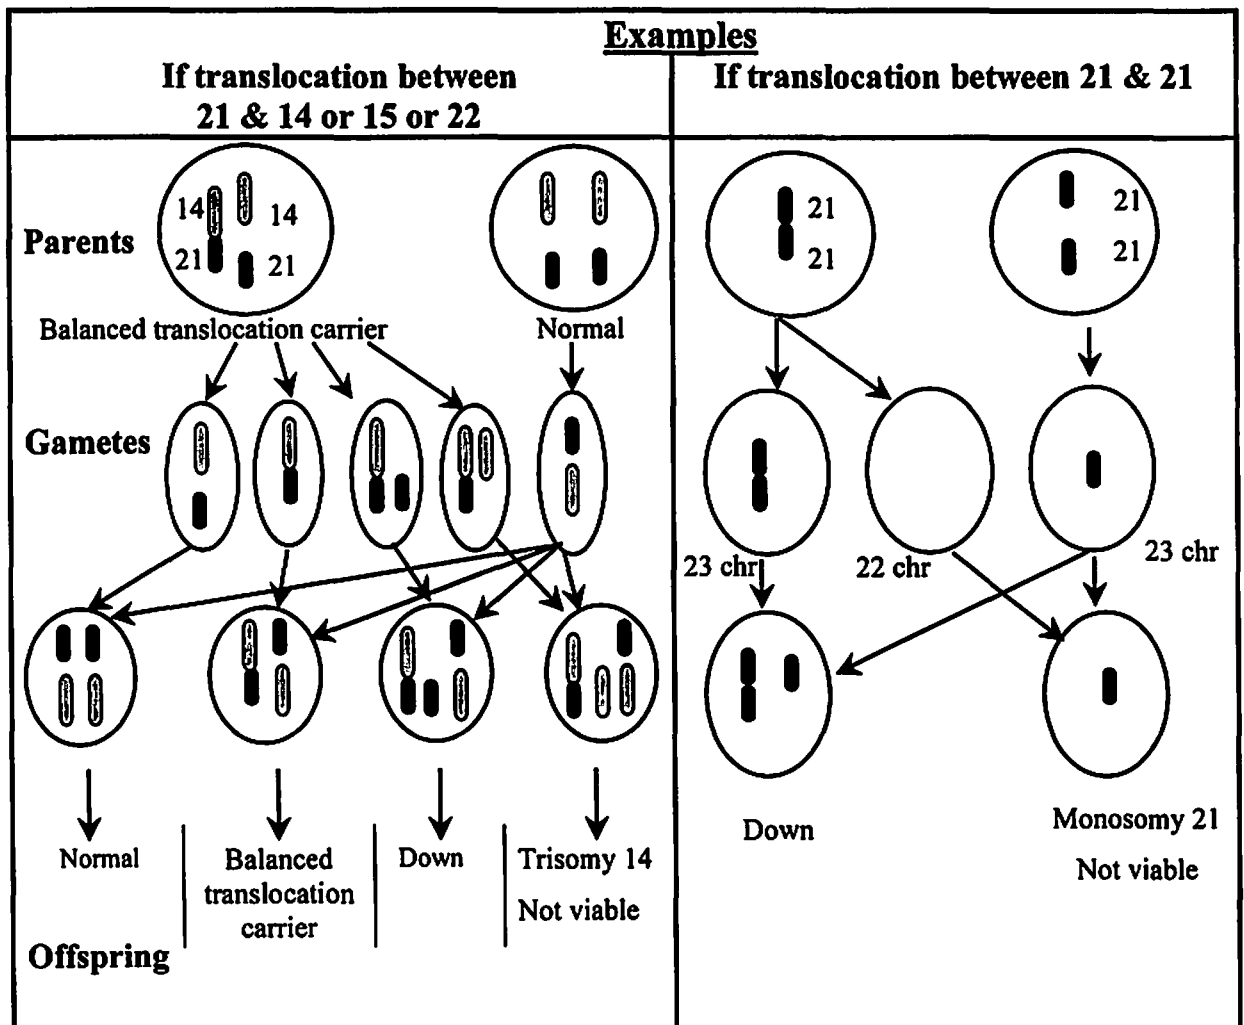 Examples
If translocation between
21 & 14 or 15 or 22
If translocation between 21 & 21
Parents
14
14
21
21
21
21
21
21
Balanced translocation carrier
Normal
Gametes
23 chr
22 chr
23 chr
Normal
Balanced
translocation
carrier
Down
Trisomy 14
Not viable
Down
Monosomy 21
Not viable
Offspring